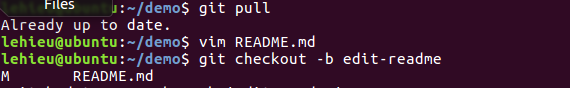 Files
git pull
Already up to date.
lehieu@ubuntu:~/demo$ vim README.md
lehieu@ubuntu:~/demo$ git checkout -b edit-readme
M       README.md